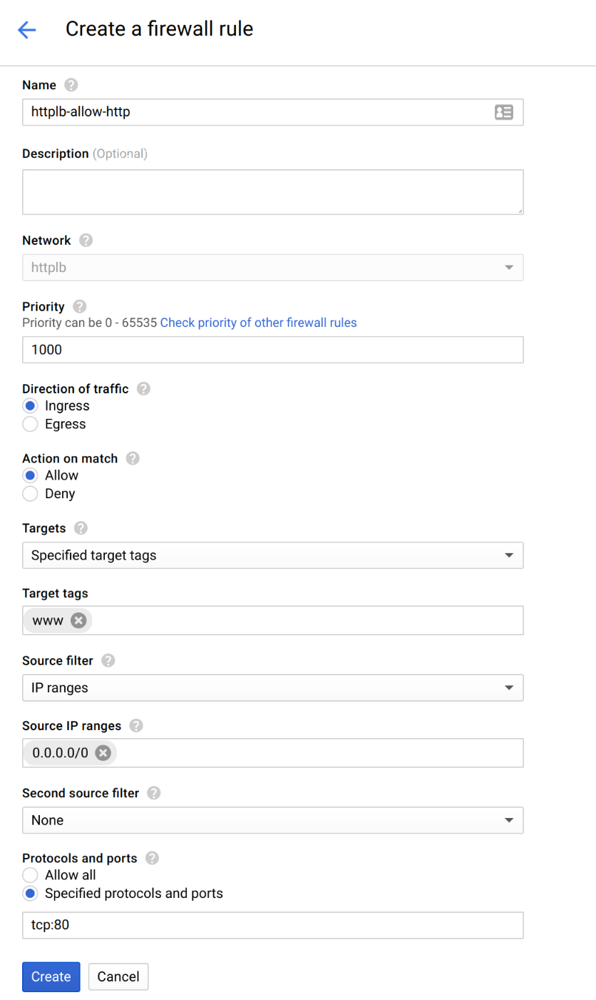 Create a firewall rule
Name
httplb-allow-http
Description (Optional)
Network
httplb
Priority
Priority can be 0 - 65535 Check priority of other firewall rules
1000
Direction of traffic
Ingress
Egress
Action on match
Allow
Deny
Targets
Specified target tags
Target tags
www
Source filter
IP ranges
Source IP ranges
0.0.0.0/0
Second source filter
None
Protocols and ports
Allow all
Specified protocols and ports
tcp:80
Create Cancel